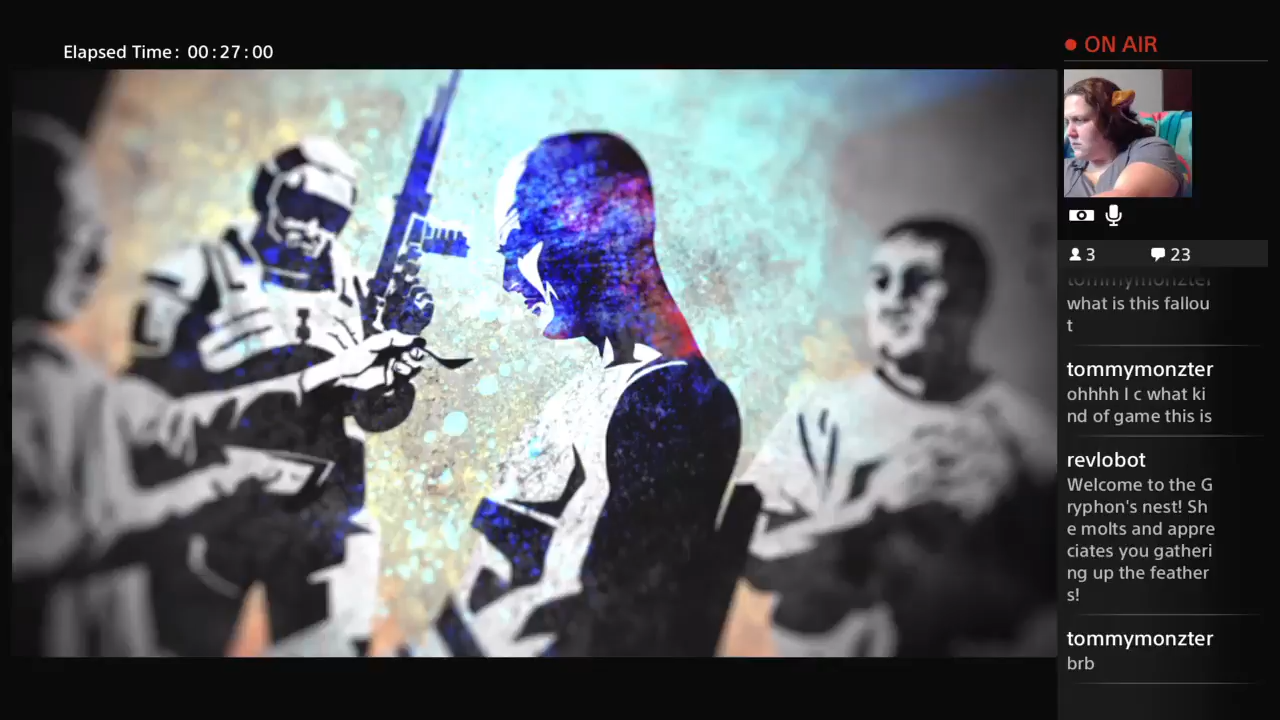 Elapsed Time: 00:27:00
ON AIR
3
23
tommymonzter
what is this fallou
t
tommymonzter
ohhhh I c what ki
nd of game this is
revlobot
Welcome to the G
ryphon's nest! Sh
e molts and appre
ciates you gatheri
ng up the feather
s!
tommymonzter
brb